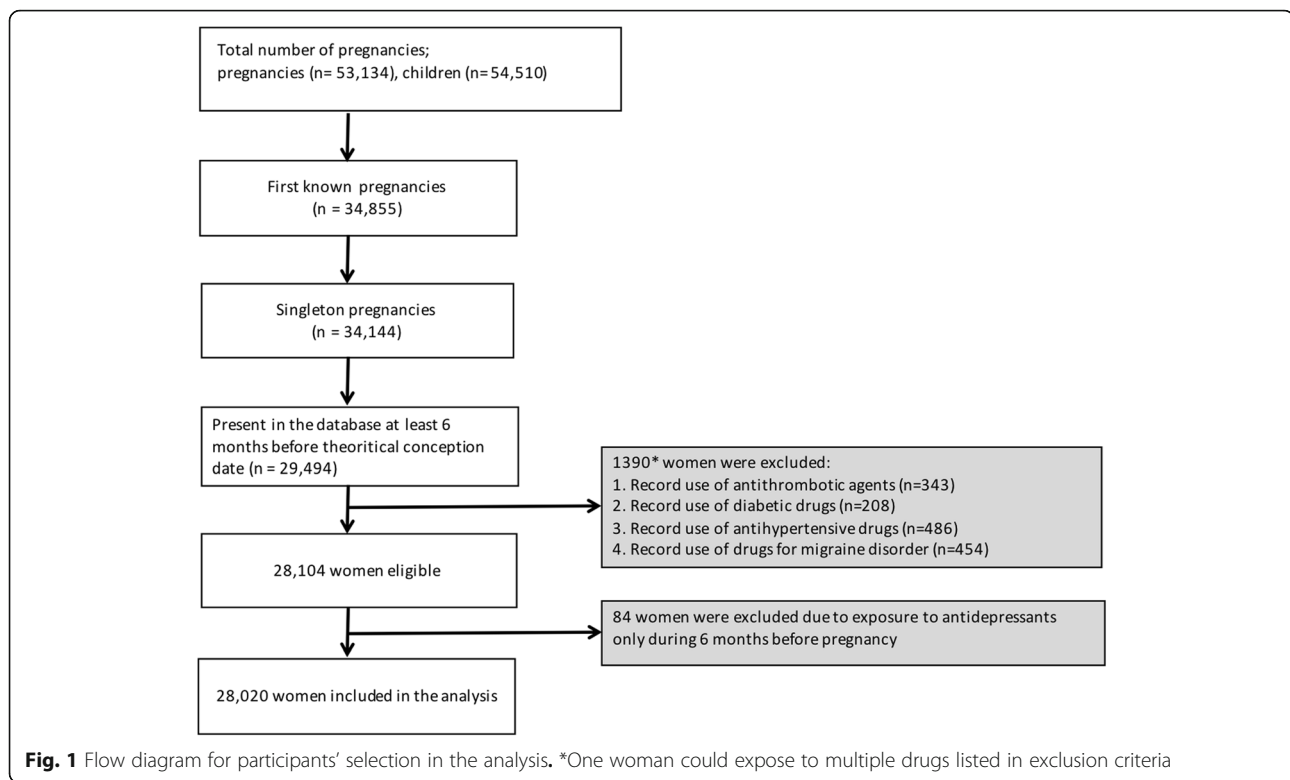 Total number of pregnancies;
pregnancies (n= 53,134), children (n=54,510)
First known pregnancies
(n = 34,855)
Singleton pregnancies
(n = 34,144)
Present in the database at least 6
months before theoritical conception
date (n = 29,494)
1390* women were excluded:
1. Record use of antithrombotic agents (n=343)
2. Record use of diabetic drugs (n=208)
3. Record use of antihypertensive drugs (n=486)
4. Record use of drugs for migraine disorder (n=454)
28,104 women eligible
84 women were excluded due to exposure to antidepressants
only during 6 months before pregnancy
28,020 women included in the analysis
Fig. 1 Flow diagram for participants’ selection in the analysis. *One woman could expose to multiple drugs listed in exclusion criteria